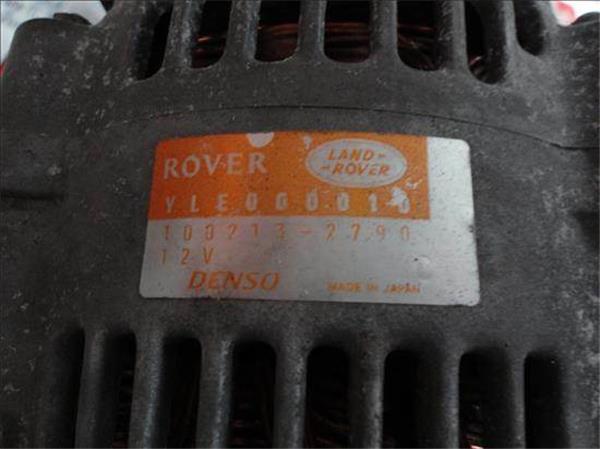 ROVER
LAND-
-ROVER
YLE000010
100213-2790
12V
DENSO
MADE IN JAPAN